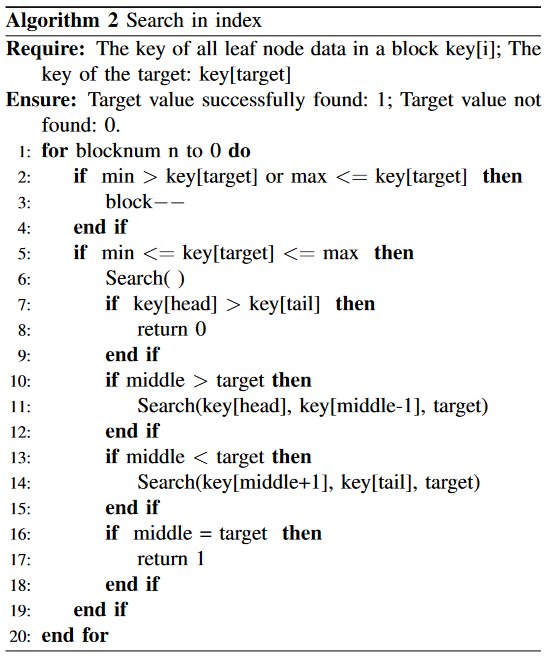 Algorithm 2 Search in index
Require: The key of all leaf node data in a block key[i]; The
key of the target: key[target]
Ensure: Target value successfully found: 1; Target value not
found: 0.
1: for blocknum n to 0 do
2: if min > key[target] or max <= key[target] then
3: block−−
4: end if
5: if min <= key[target] <= max then
6: Search( )
7: if key[head] > key[tail] then
8: return 0
9: end if
10: if middle > target then
11: Search(key[head], key[middle-1], target)
12: end if
13: if middle < target then
14: Search(key[middle+1], key[tail], target)
15: end if
16: if middle = target then
17: return 1
18: end if
19: end if
20: end for